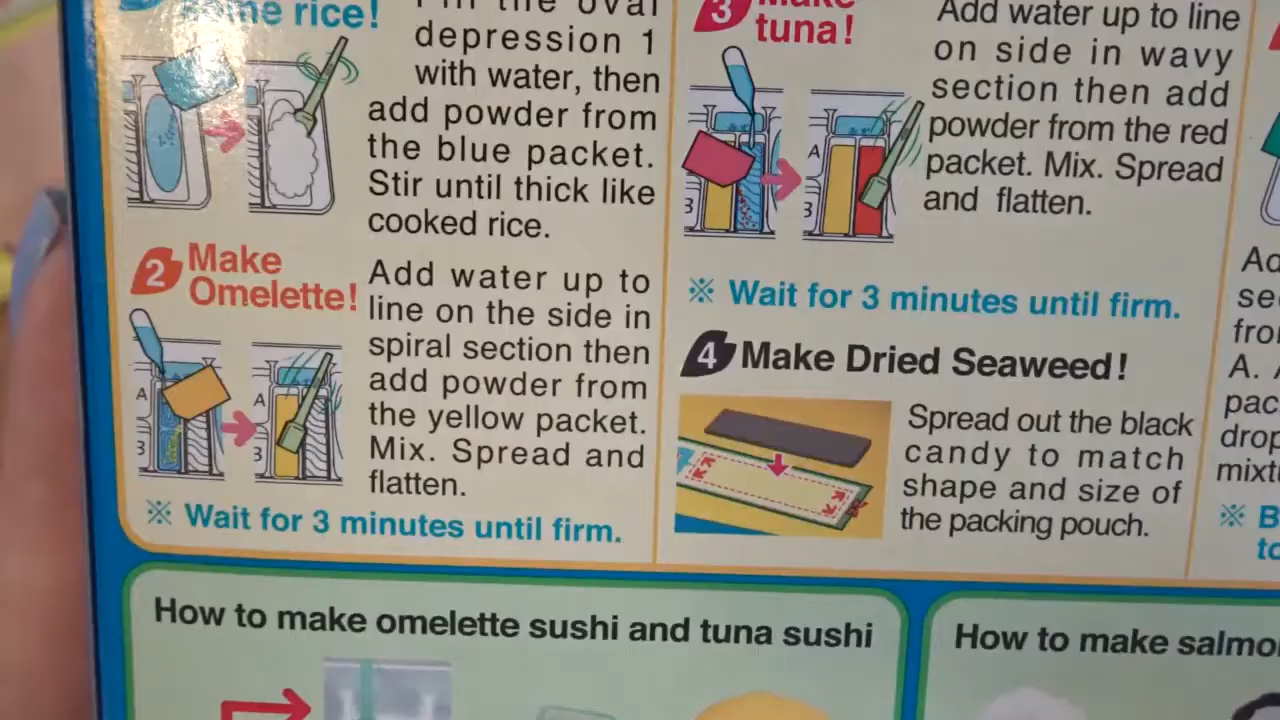 some rice!
the oval
depression 1
with water, then
add powder from
the blue packet.
Stir until thick like
cooked rice.
2 Make
Omelette!
Add water up to
line on the side in
spiral section then
add powder from
the yellow packet.
Mix. Spread and
flatten.
A
A
※ Wait for 3 minutes until firm.
3 Make
tuna!
Add water up to line
on side in wavy
section then add
powder from the red
packet. Mix. Spread
and flatten.
A
3
※ Wait for 3 minutes until firm.
4 Make Dried Seaweed!
Spread out the black
candy to match
shape and size of
the packing pouch.
A.
※ B
How to make omelette sushi and tuna sushi
How to make